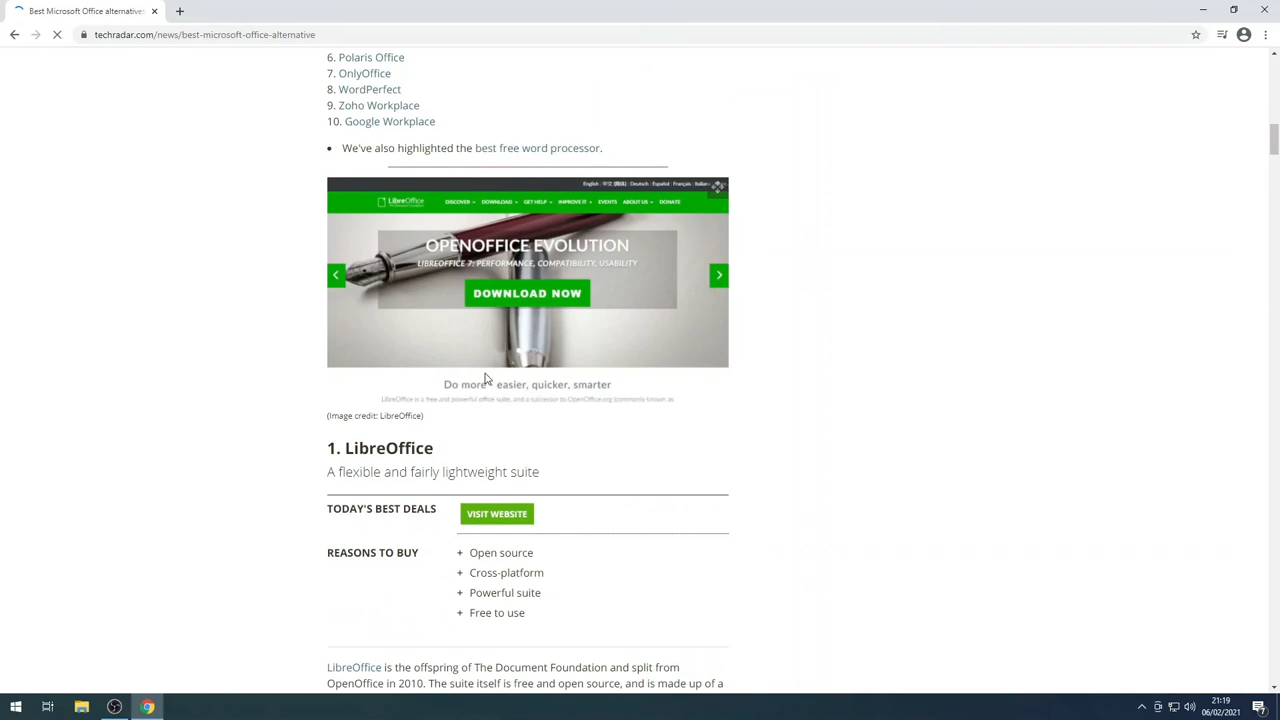 Best Microsoft Office alternative:
techradar.com/news/best-microsoft-office-alternative
6. Polaris Office
7. OnlyOffice
8. WordPerfect
9. Zoho Workplace
10. Google Workplace
• We've also highlighted the best free word processor.
English 中文 (简体) Deutsch Español Français Italiano
LibreOffice DISCOVER DOWNLOAD GET HELP IMPROVE IT EVENTS ABOUT US DONATE
OPENOFFICE EVOLUTION
LIBREOFFICE 7: PERFORMANCE, COMPATIBILITY, USABILITY
DOWNLOAD NOW
Do more easier, quicker, smarter
LibreOffice is a free and powerful office suite, and a successor to OpenOffice.org (commonly known as
(Image credit: LibreOffice)
1. LibreOffice
A flexible and fairly lightweight suite
TODAY'S BEST DEALS VISIT WEBSITE
REASONS TO BUY + Open source
+ Cross-platform
+ Powerful suite
+ Free to use
LibreOffice is the offspring of The Document Foundation and split from
OpenOffice in 2010. The suite itself is free and open source, and is made up of a
21:19
06/02/2021